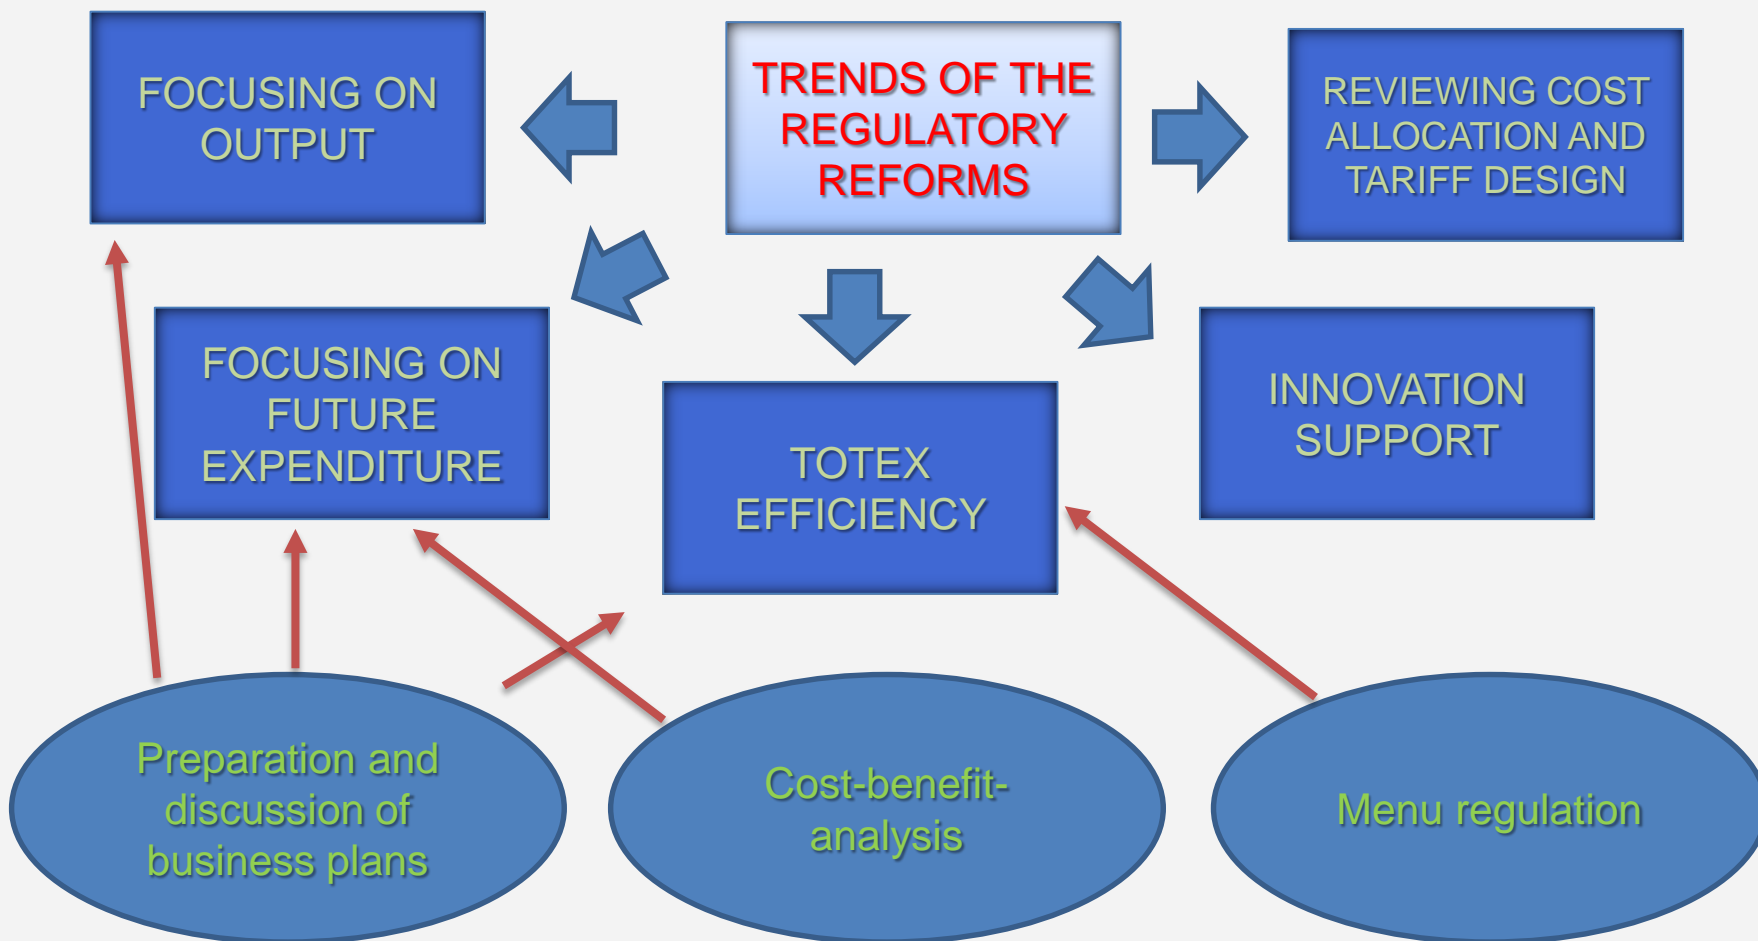 FOCUSING ON
OUTPUT
TRENDS OF THE
REGULATORY
REFORMS
REVIEWING COST
ALLOCATION AND
TARIFF DESIGN
FOCUSING ON
FUTURE
EXPENDITURE
TOTEX
EFFICIENCY
INNOVATION
SUPPORT
Preparation and
discussion of
business plans
Cost-benefit-
analysis
Menu regulation